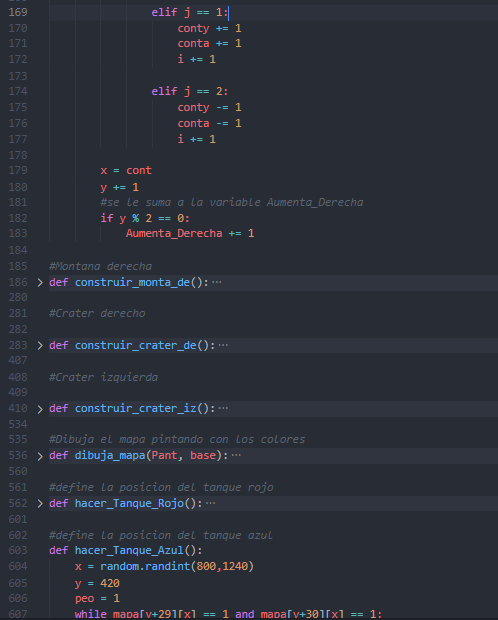 169 elif j == 1:
170 conty += 1
171 conta += 1
172 i += 1
173
174 elif j == 2:
175 conty -= 1
176 conta -= 1
177 i += 1
178
179 x = cont
180 y += 1
181 #se le suma a la variable Aumenta_Derecha
182 if y % 2 == 0:
183 Aumenta_Derecha += 1
184
185 #Montana derecha
186 def construir_monta_de():···
280
281 #Crater derecho
282
283 def construir_crater_de():···
407
408 #Crater izquierda
409
410 def construir_crater_iz():···
534
535 #Dibuja el mapa pintando con los colores
536 def dibuja_mapa(Pant, base):···
560
561 #define la posicion del tanque rojo
562 def hacer_Tanque_Rojo():···
601
602 #define la posicion del tanque azul
603 def hacer_Tanque_Azul():
604 x = random.randint(800,1240)
605 y = 420
606 peo = 1
607 while mapa[y+29][x] == 1 and mapa[y+30][x] == 1: